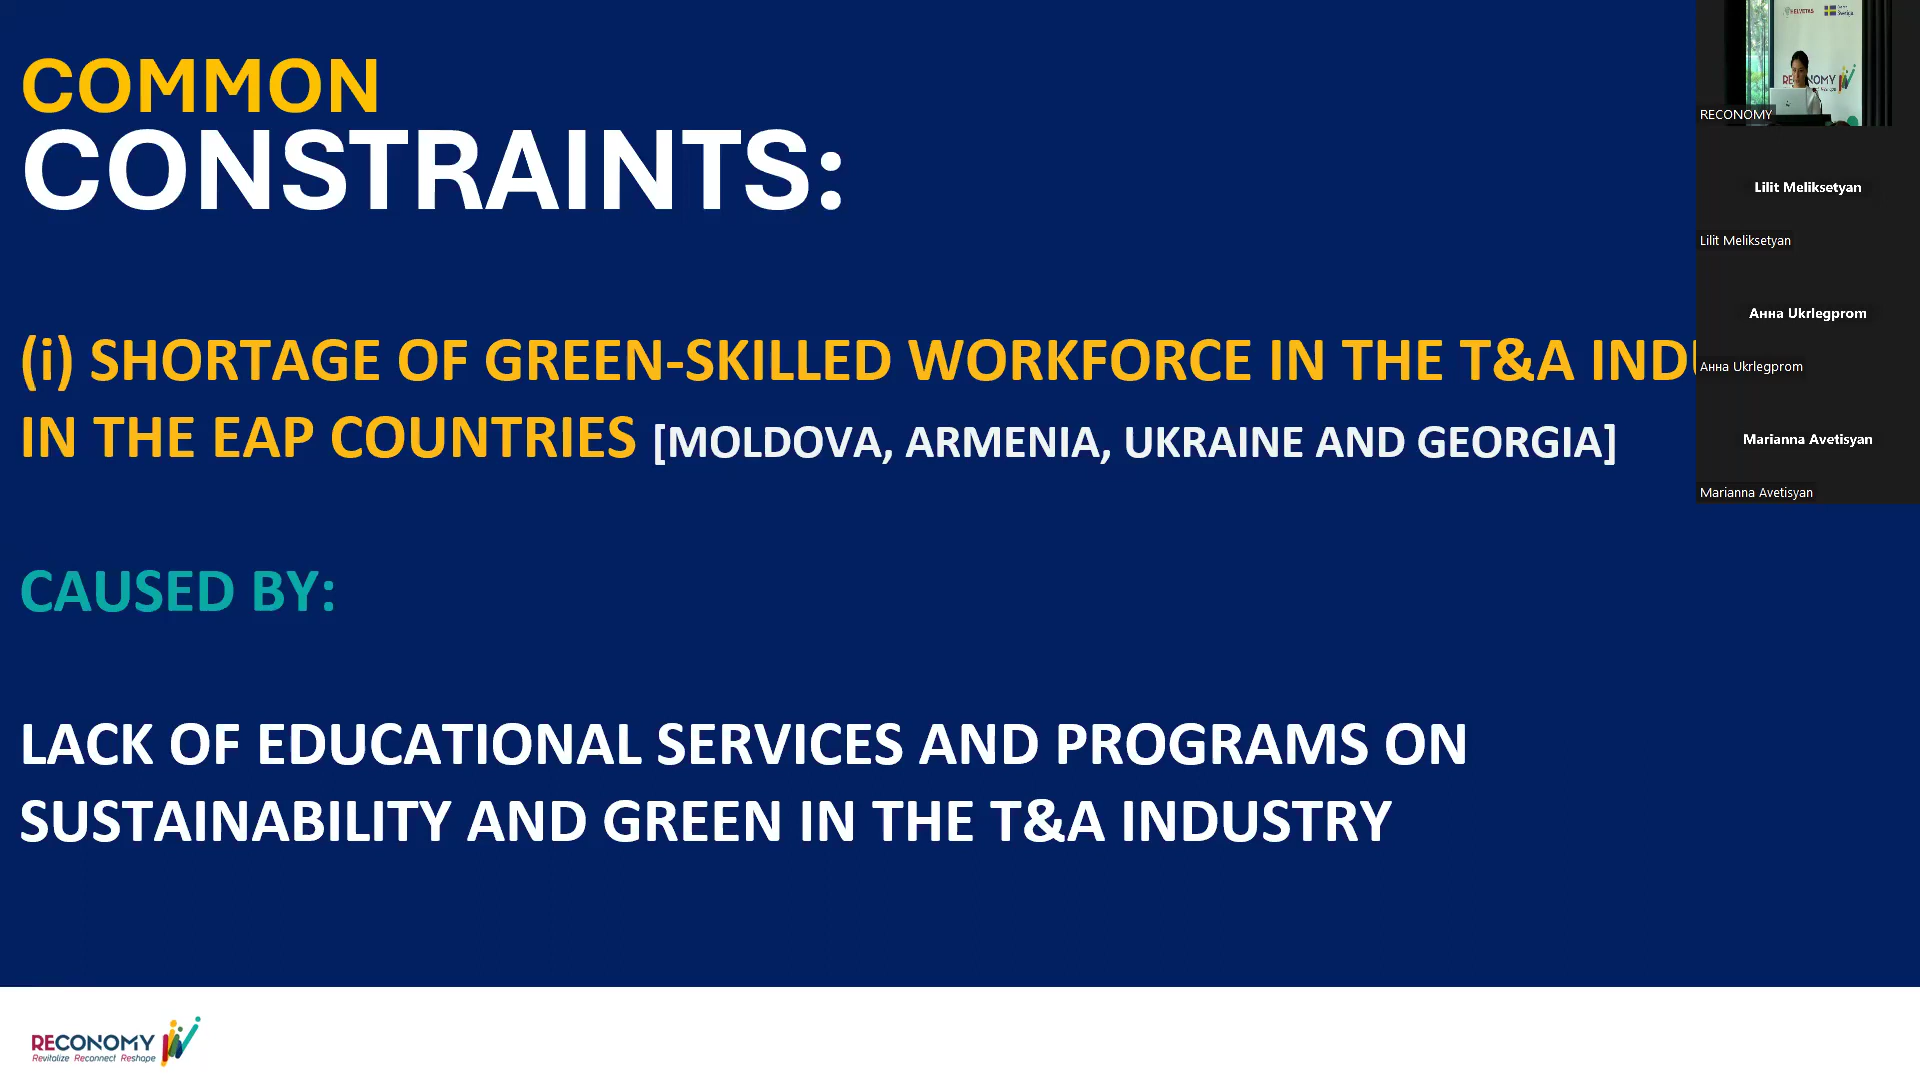 COMMON
CONSTRAINTS:
(i) SHORTAGE OF GREEN-SKILLED WORKFORCE IN THE T&A
IN THE EAP COUNTRIES [MOLDOVA, ARMENIA, UKRAINE AND GEORGIA]
CAUSED BY:
LACK OF EDUCATIONAL SERVICES AND PROGRAMS ON
SUSTAINABILITY AND GREEN IN THE T&A INDUSTRY
RECONOMY
Revitalize Reconnect Reshape
HELVETAS
RECONOMY
Lilit Meliksetyan
Lilit Meliksetyan
Анна Ukrlegprom
Анна Ukrlegprom
Marianna Avetisyan
Marianna Avetisyan